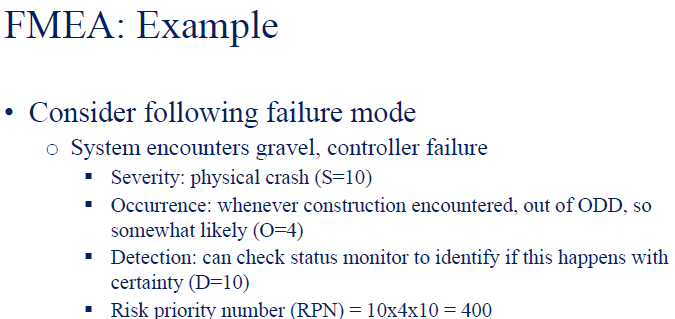 FMEA: Example
• Consider following failure mode
o System encounters gravel, controller failure
▪ Severity: physical crash (S=10)
▪ Occurrence: whenever construction encountered, out of ODD, so
somewhat likely (O=4)
▪ Detection: can check status monitor to identify if this happens with
certainty (D=10)
▪ Risk priority number (RPN) = 10x4x10 = 400